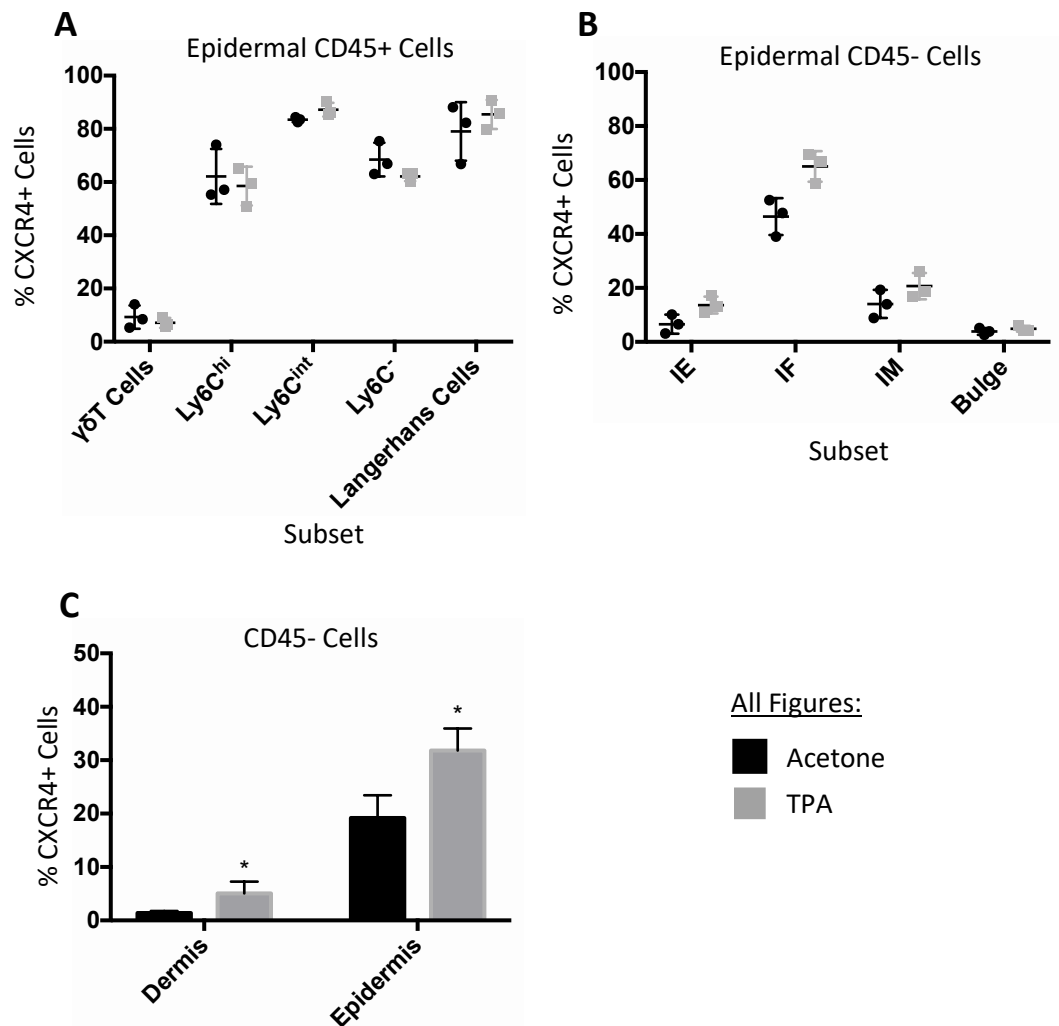 A
Epidermal CD45+ Cells
% CXCR4+ Cells
100
80
60
40
20
0
γδT Cells
Ly6Chi
Ly6Cint
Ly6C-
Langerhans Cells
Subset
B
Epidermal CD45- Cells
% CXCR4+ Cells
100
80
60
40
20
0
IE
IF
IM
Bulge
Subset
C
CD45- Cells
% CXCR4+ Cells
50
40
30
20
10
0
*
*
Dermis
Epidermis
All Figures:
Acetone
TPA